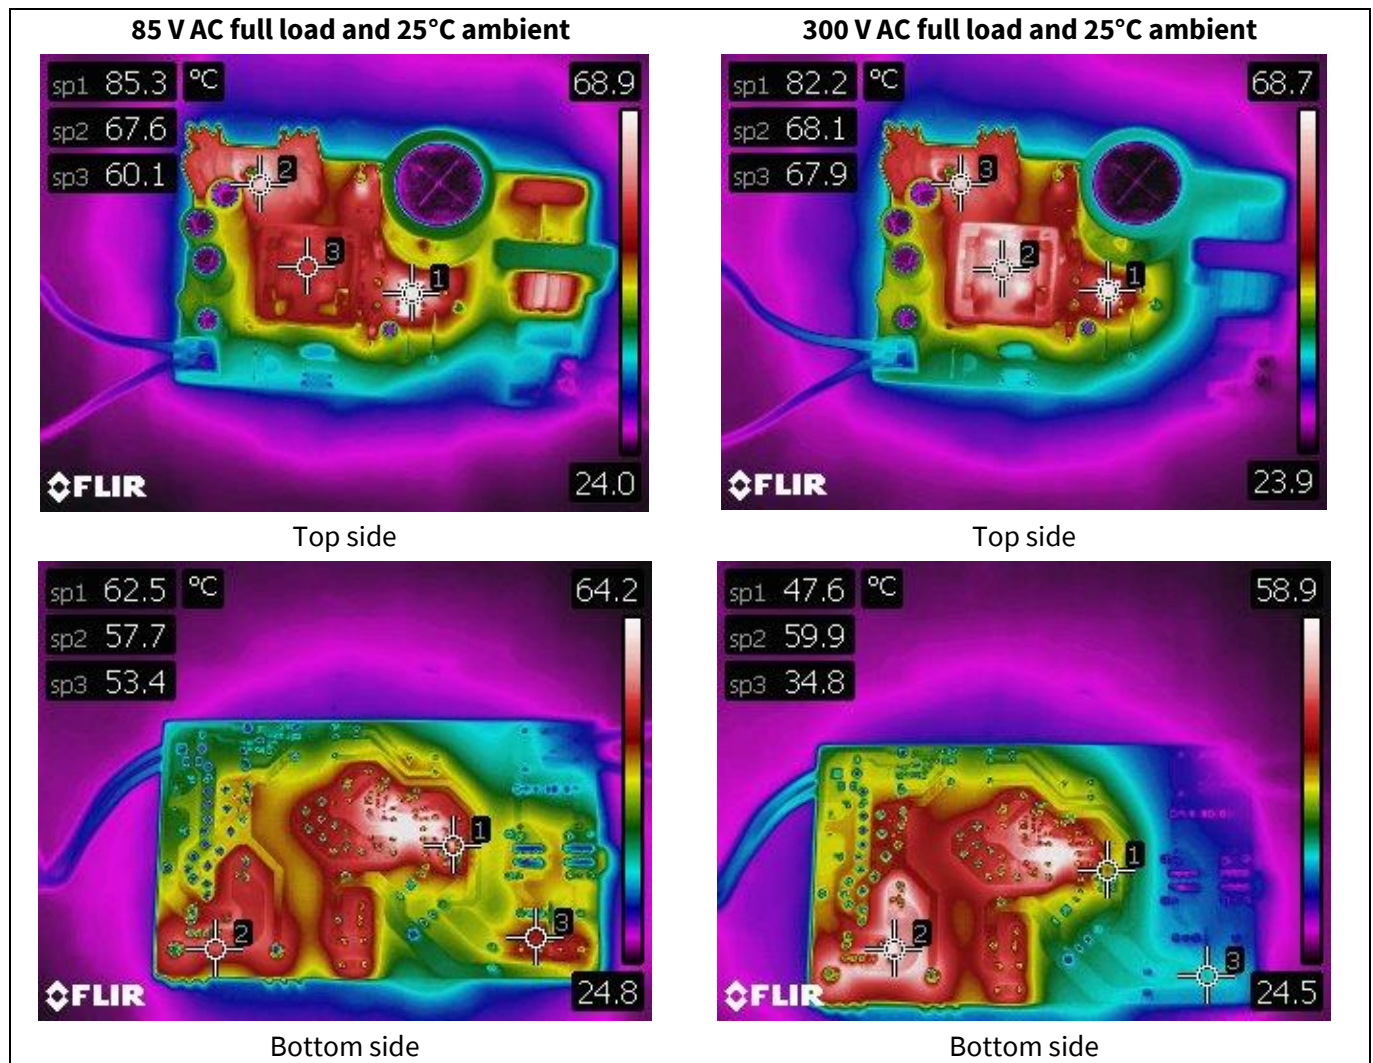 85 V AC full load and 25°C ambient
300 V AC full load and 25°C ambient
sp1 85.3 °C 68.9
sp2 67.6
sp3 60.1
2
3
1
24.0
FLIR
sp1 82.2 °C 68.7
sp2 68.1
sp3 67.9
3
2
1
23.9
FLIR
Top side
Top side
sp1 62.5 °C 64.2
sp2 57.7
sp3 53.4
1
2
3
24.8
FLIR
sp1 47.6 °C 58.9
sp2 59.9
sp3 34.8
1
2
3
24.5
FLIR
Bottom side
Bottom side